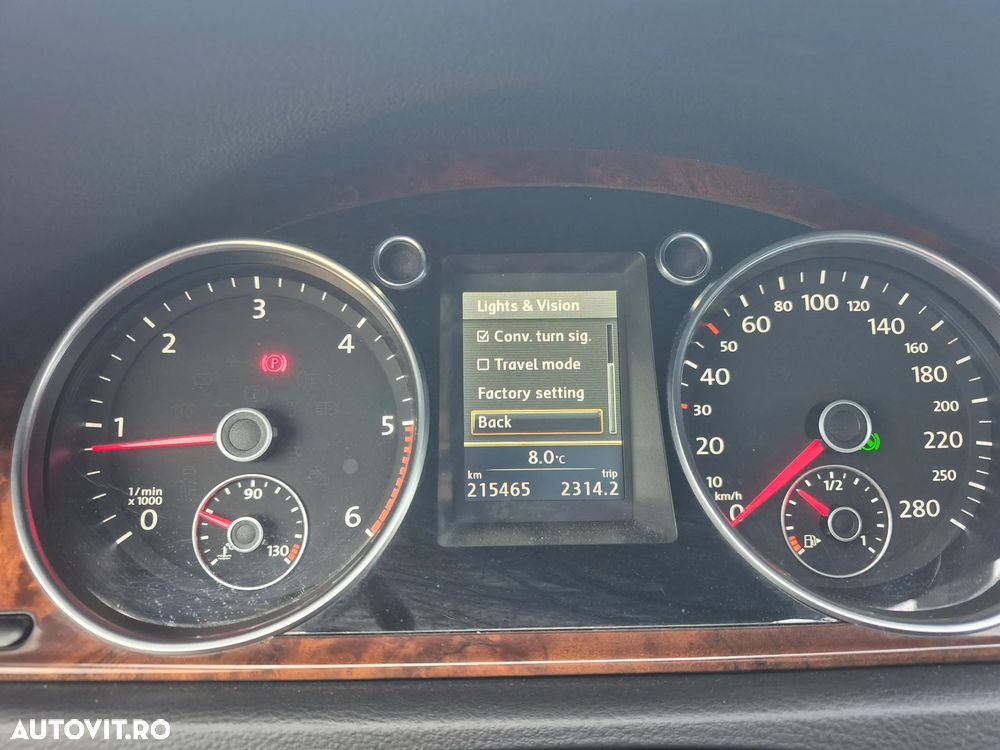 Lights & Vision
Conv. turn sig.
Travel mode
Factory setting
Back
8.0°C
km trip
215465 2314.2
0 1 2 3 4 5 6
1/min
x 1000
90
130
P
km/h
0 10 20 30 40 50 60 80 100 120 140 160 180 200 220 250 280
1/2
1
AUTOVIT.RO